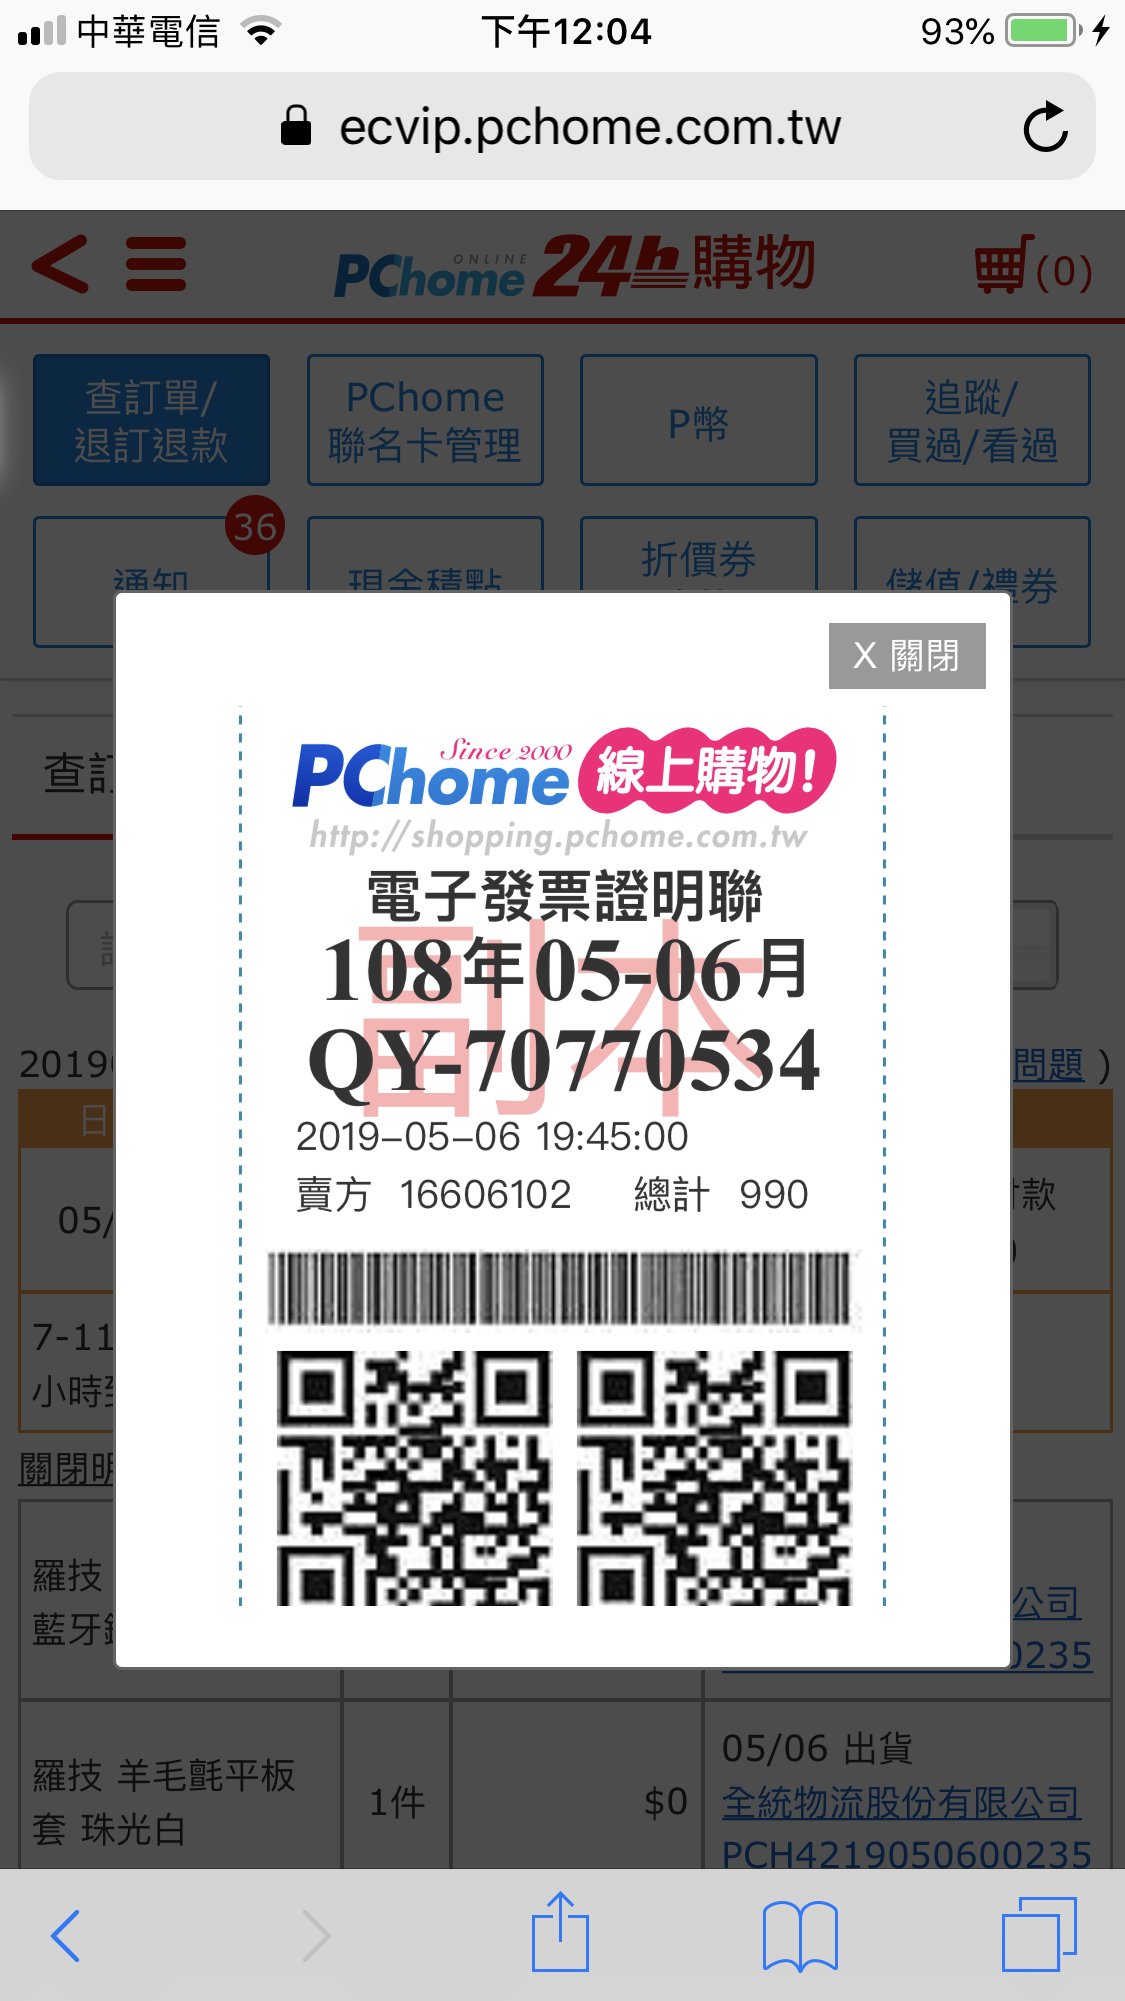 中華電信 下午12:04 93%
ecvip.pchome.com.tw
PChome ONLINE 24h購物 (0)
查訂單/
退訂退款
PChome
聯名卡管理
P幣
追蹤/
買過/看過
36
通知
現金積點
折價券
儲值/禮券
X 關閉
查訂
PChome Since 2000 線上購物!
http://shopping.pchome.com.tw
電子發票證明聯
副本
108年05-06月
QY-70770534
2019-05-06 19:45:00
賣方 16606102 總計 990
2019
問題 )
日
05/
付款
7-11
小時
關閉明
羅技
藍牙
公司
0235
羅技 羊毛氈平板
套 珠光白
1件
$0
05/06 出貨
全統物流股份有限公司
PCH4219050600235